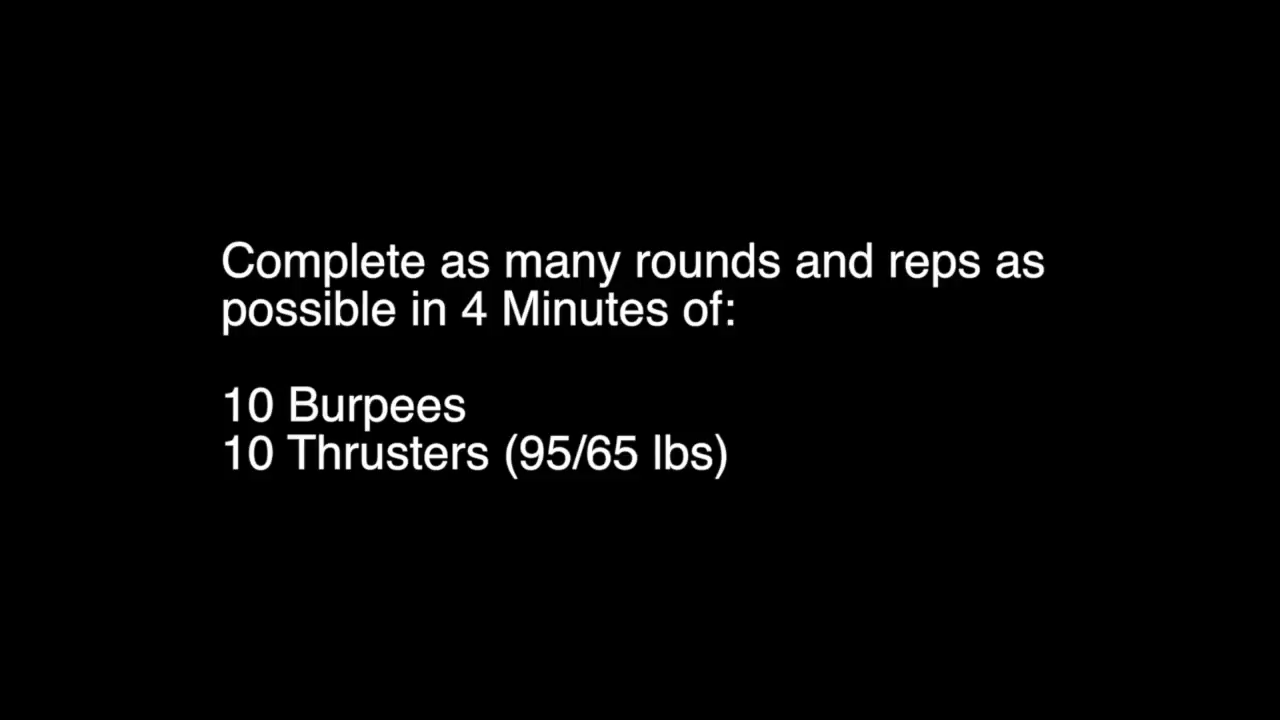 Complete as many rounds and reps as
possible in 4 Minutes of:
10 Burpees
10 Thrusters (95/65 lbs)